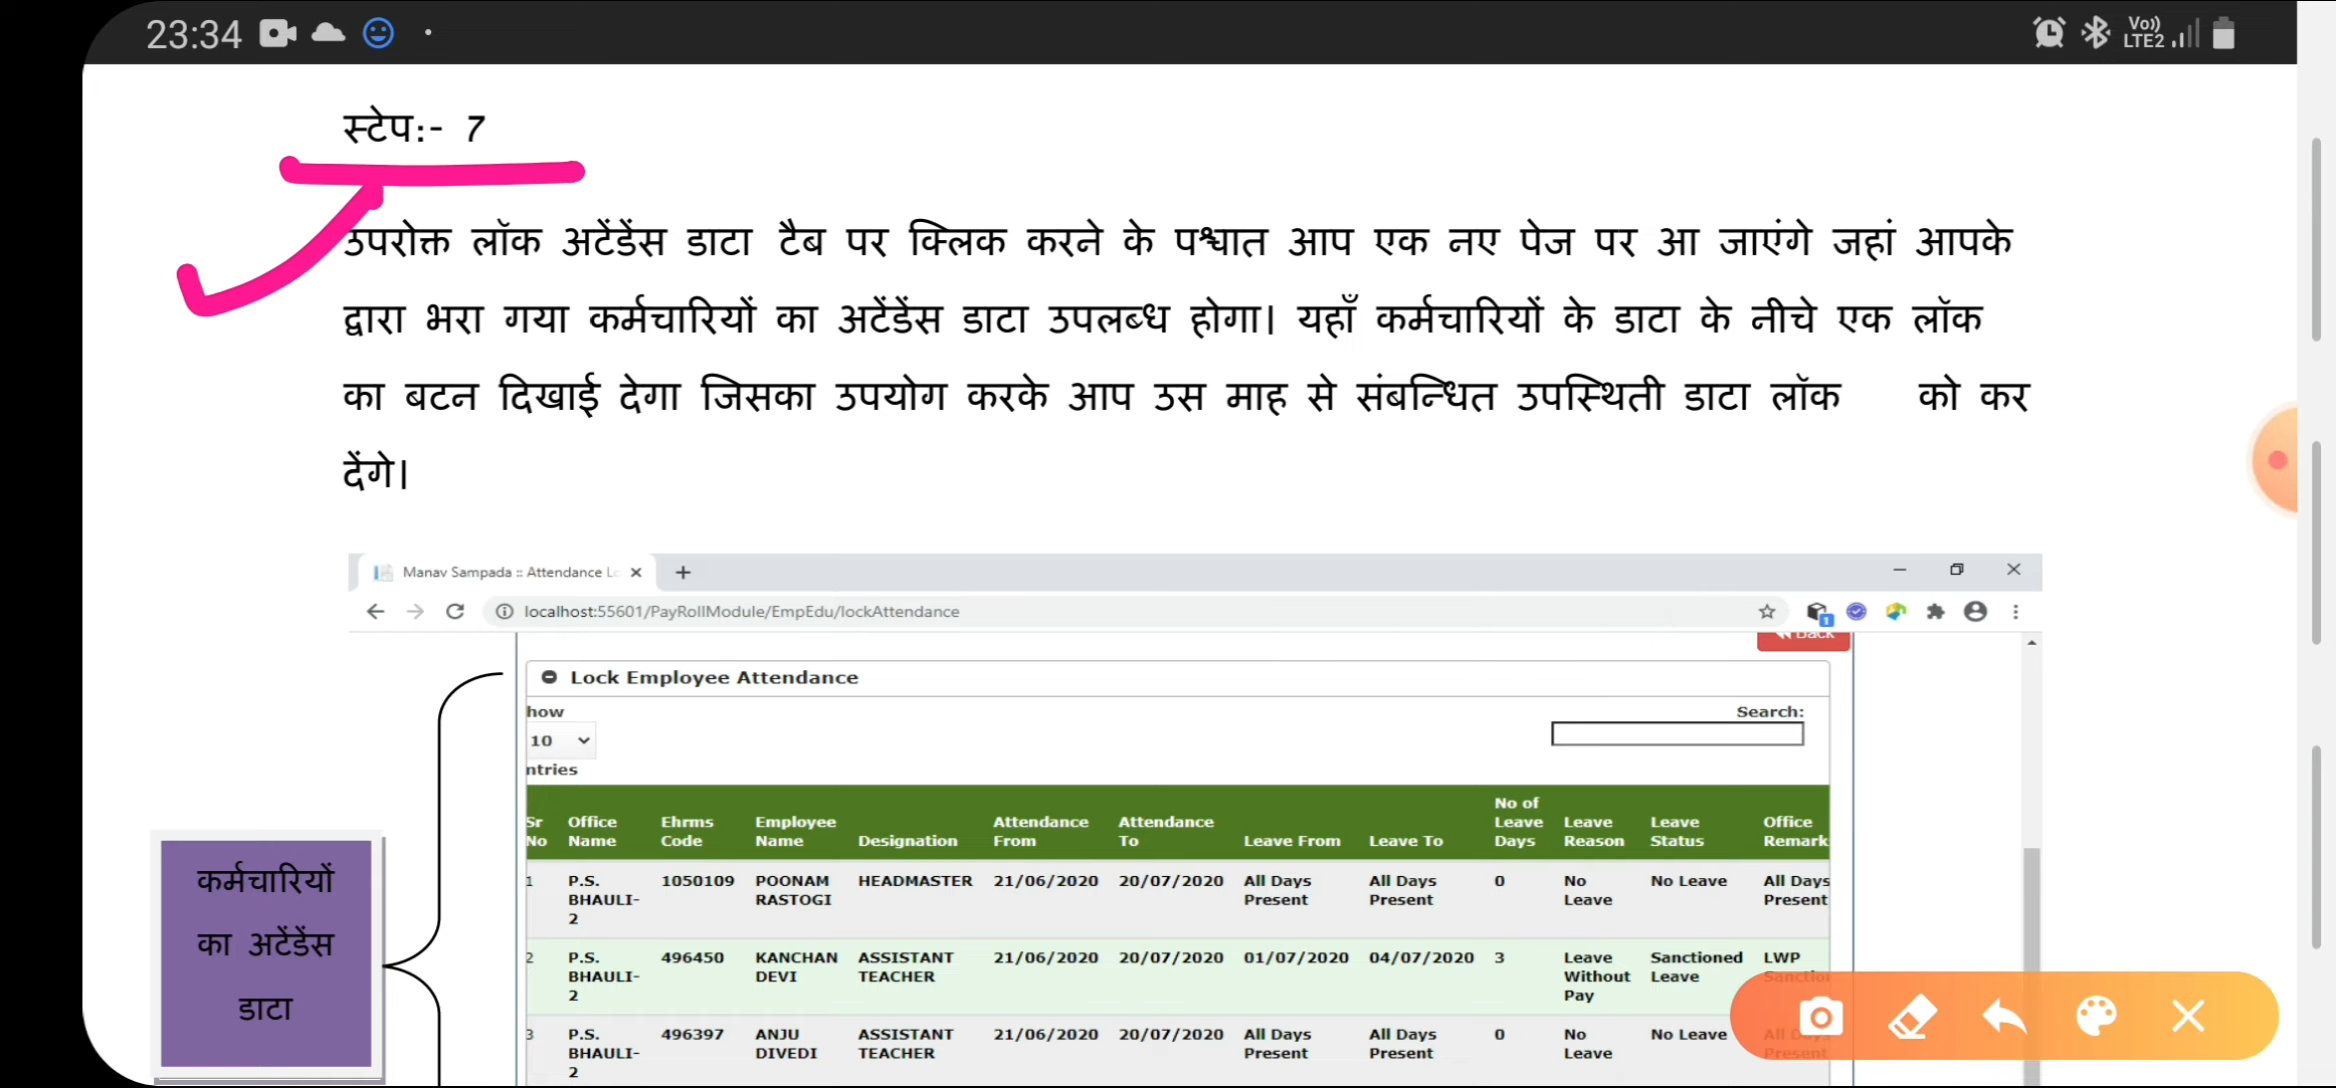 23:34
Vo)) LTE2
स्टेप:- 7
उपरोक्त लॉक अटेंडेंस डाटा टैब पर क्लिक करने के पश्चात आप एक नए पेज पर आ जाएंगे जहां आपके
द्वारा भरा गया कर्मचारियों का अटेंडेंस डाटा उपलब्ध होगा। यहाँ कर्मचारियों के डाटा के नीचे एक लॉक
का बटन दिखाई देगा जिसका उपयोग करके आप उस माह से संबन्धित उपस्थिती डाटा लॉक को कर
देंगे।
Manav Sampada :: Attendance Lo
localhost:55601/PayRollModule/EmpEdu/lockAttendance
1
Back
Lock Employee Attendance
how
Search:
10
ntries
Sr No Office Name Ehrms Code Employee Name Designation Attendance From Attendance To Leave From Leave To No of Leave Days Leave Reason Leave Status Office Remark
1 P.S. BHAULI-2 1050109 POONAM RASTOGI HEADMASTER 21/06/2020 20/07/2020 All Days Present All Days Present 0 No Leave No Leave All Days Present
2 P.S. BHAULI-2 496450 KANCHAN DEVI ASSISTANT TEACHER 21/06/2020 20/07/2020 01/07/2020 04/07/2020 3 Leave Without Pay Sanctioned Leave LWP Sanction
3 P.S. BHAULI-2 496397 ANJU DIVEDI ASSISTANT TEACHER 21/06/2020 20/07/2020 All Days Present All Days Present 0 No Leave No Leave All Days Present
कर्मचारियों
का अटेंडेंस
डाटा